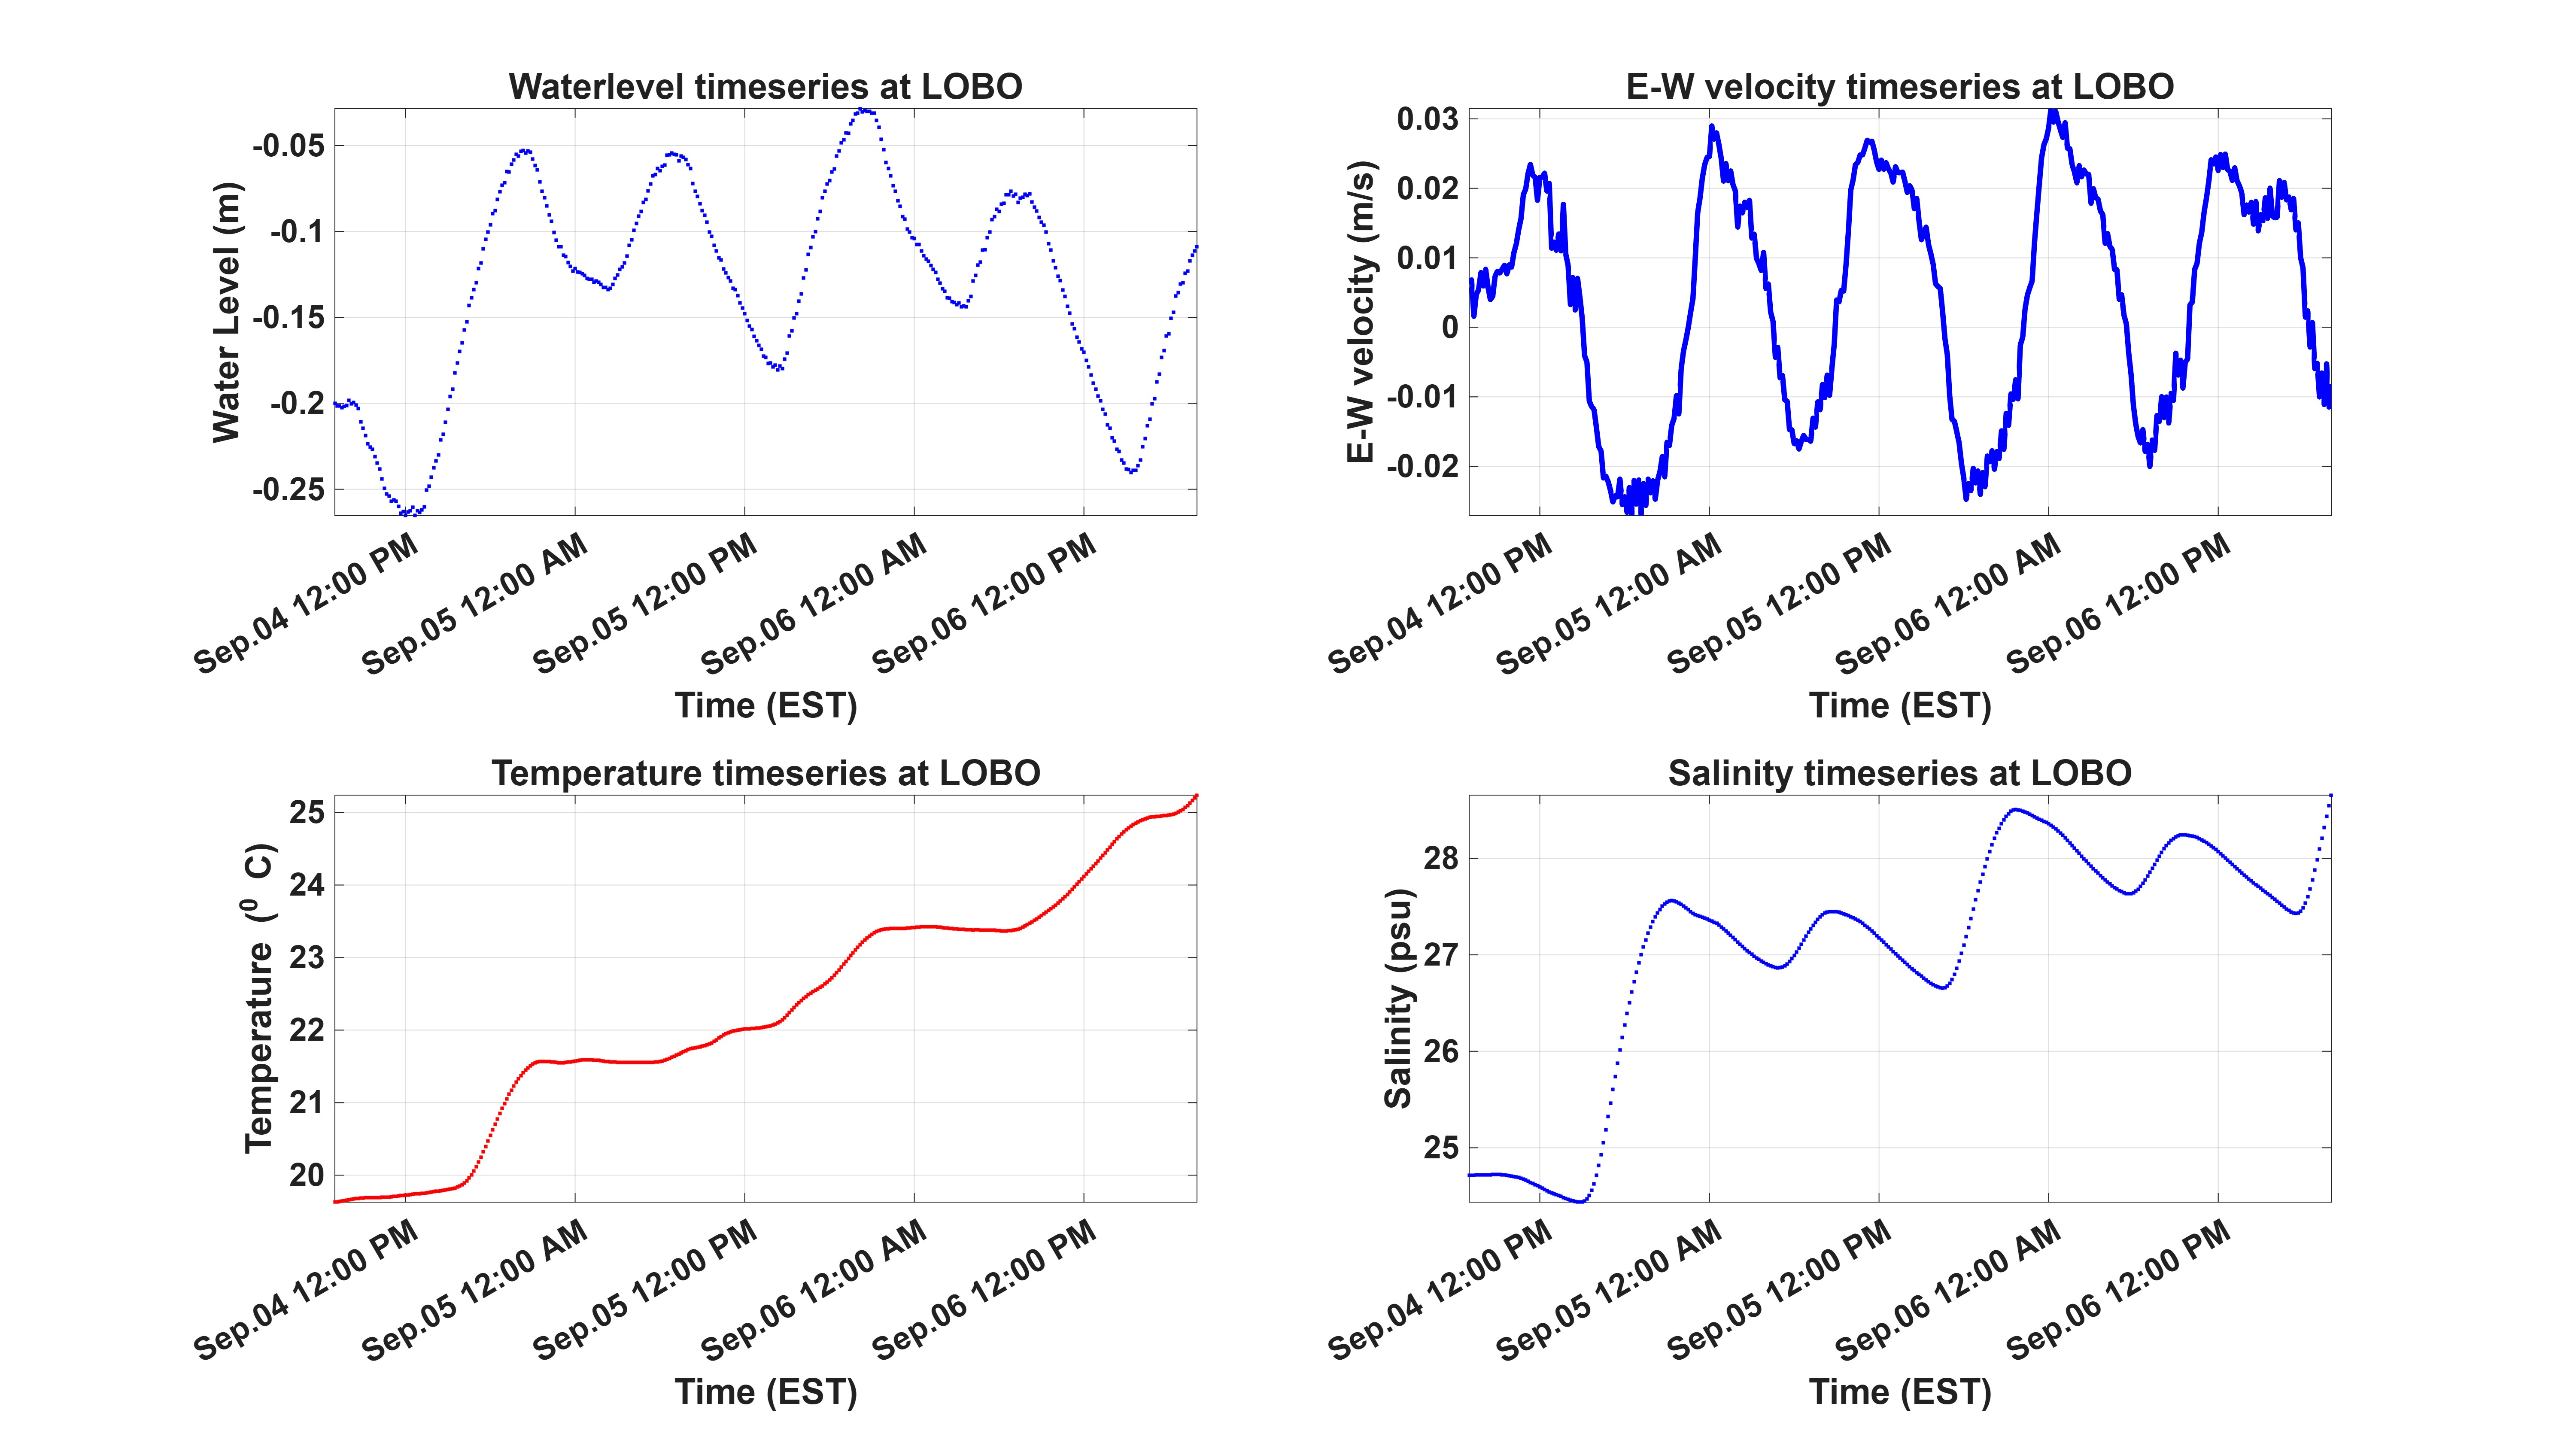 Waterlevel timeseries at LOBO
Water Level (m)
-0.05
-0.1
-0.15
-0.2
-0.25
Sep.04 12:00 PM
Sep.05 12:00 AM
Sep.05 12:00 PM
Sep.06 12:00 AM
Sep.06 12:00 PM
Time (EST)
E-W velocity timeseries at LOBO
E-W velocity (m/s)
0.03
0.02
0.01
0
-0.01
-0.02
Sep.04 12:00 PM
Sep.05 12:00 AM
Sep.05 12:00 PM
Sep.06 12:00 AM
Sep.06 12:00 PM
Time (EST)
Temperature timeseries at LOBO
Temperature (⁰ C)
25
24
23
22
21
20
Sep.04 12:00 PM
Sep.05 12:00 AM
Sep.05 12:00 PM
Sep.06 12:00 AM
Sep.06 12:00 PM
Time (EST)
Salinity timeseries at LOBO
Salinity (psu)
28
27
26
25
Sep.04 12:00 PM
Sep.05 12:00 AM
Sep.05 12:00 PM
Sep.06 12:00 AM
Sep.06 12:00 PM
Time (EST)